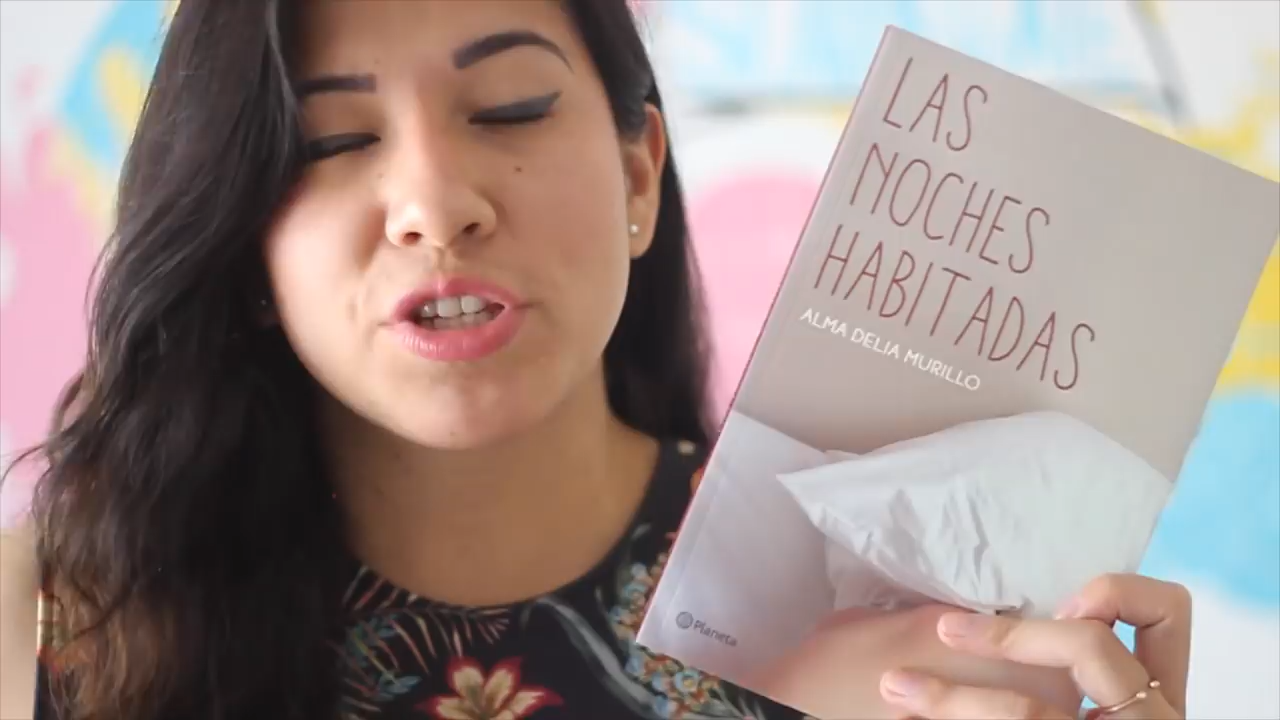 LAS
NOCHES
HABITADAS
ALMA DELIA MURILLO
Planeta